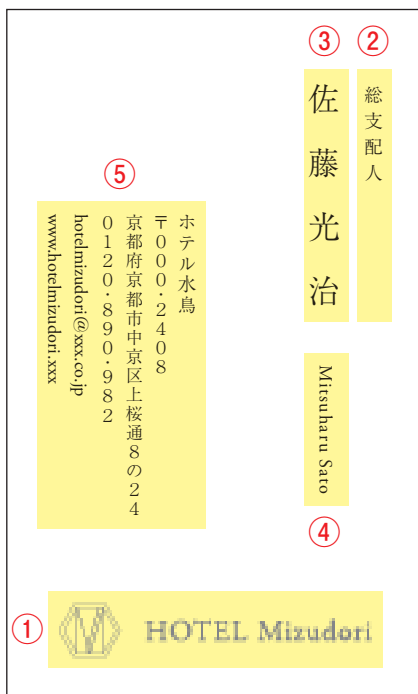 ②
総支配人
③
佐藤光治
Mitsuharu Sato
④
⑤
ホテル水鳥
〒000・2408
京都府京都市中京区上桜通8の24
0120・890・982
hotelmizudori@xxx.co.jp
www.hotelmizudori.xxx
①
HOTEL Mizudori